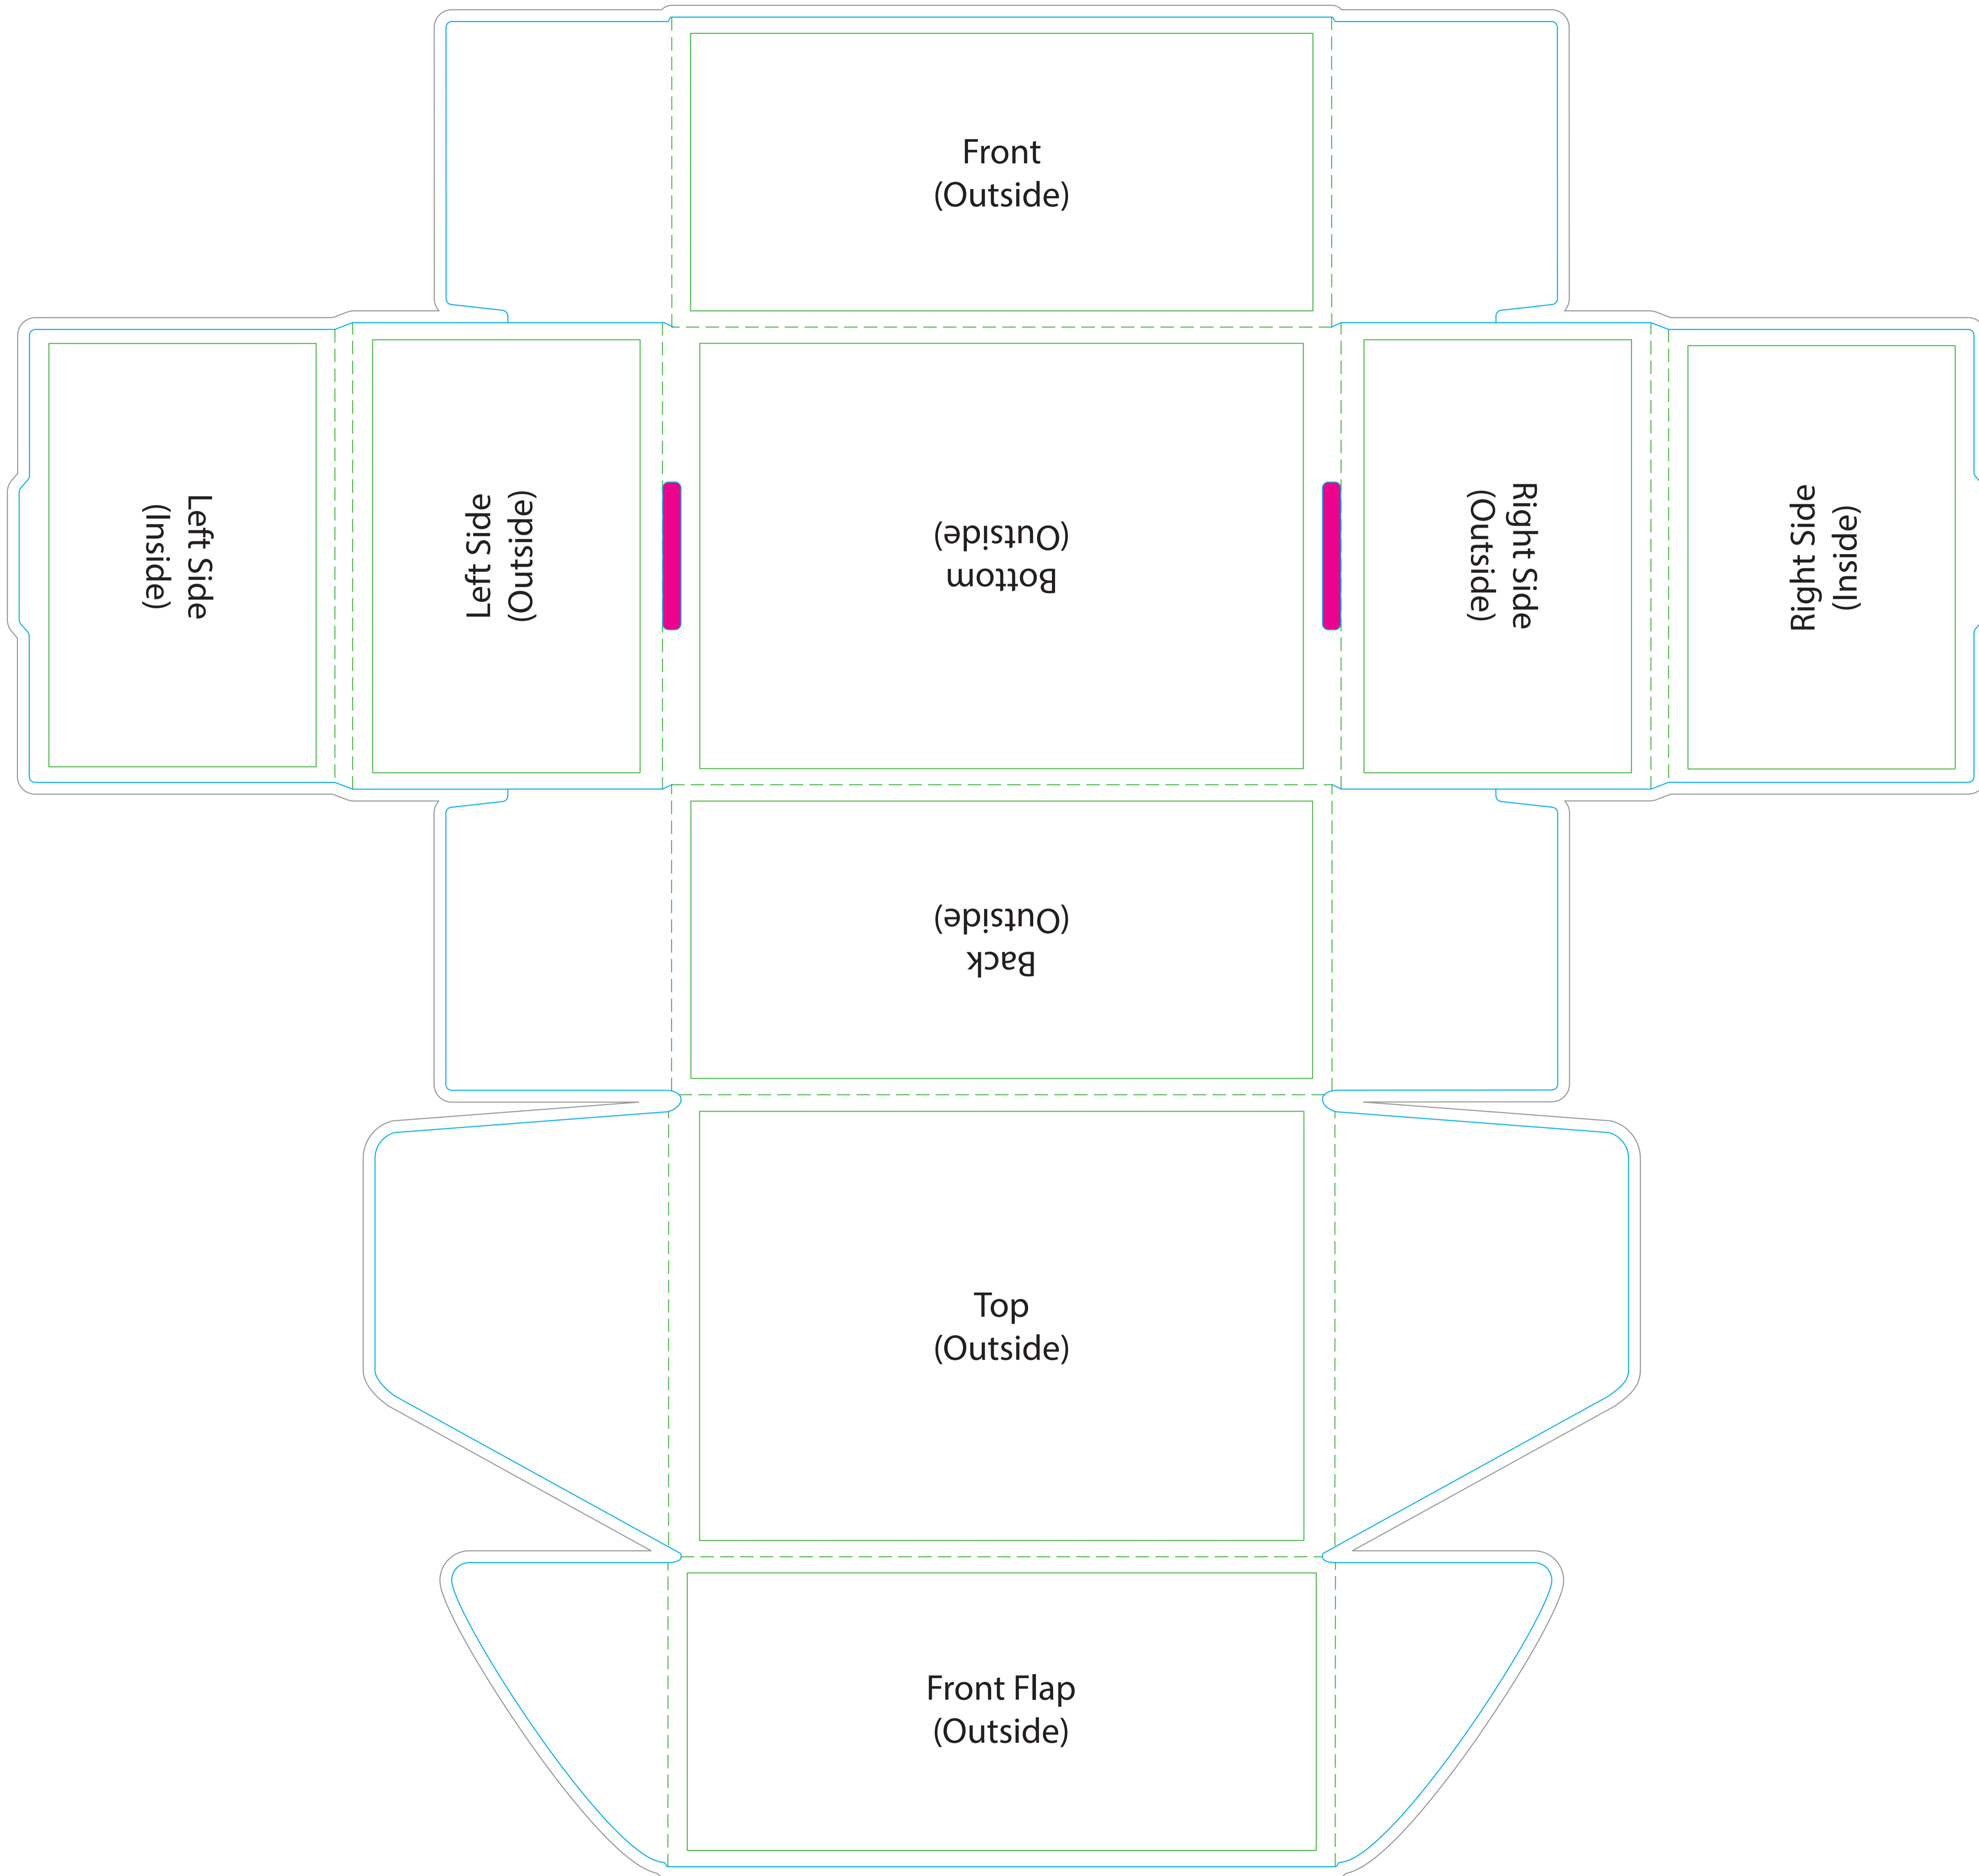 Front
(Outside)
Left Side
(Inside)
Left Side
(Outside)
Bottom
(Outside)
Right Side
(Outside)
Right Side
(Inside)
Back
(Outside)
Top
(Outside)
Front Flap
(Outside)